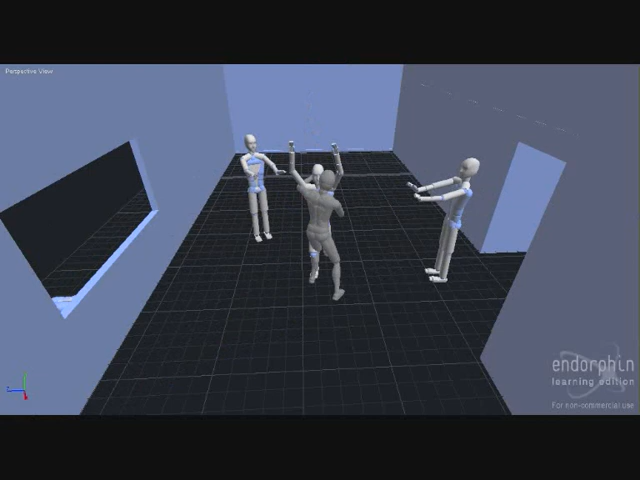 Perspective View
endorphin
learning edition
For non-commercial use